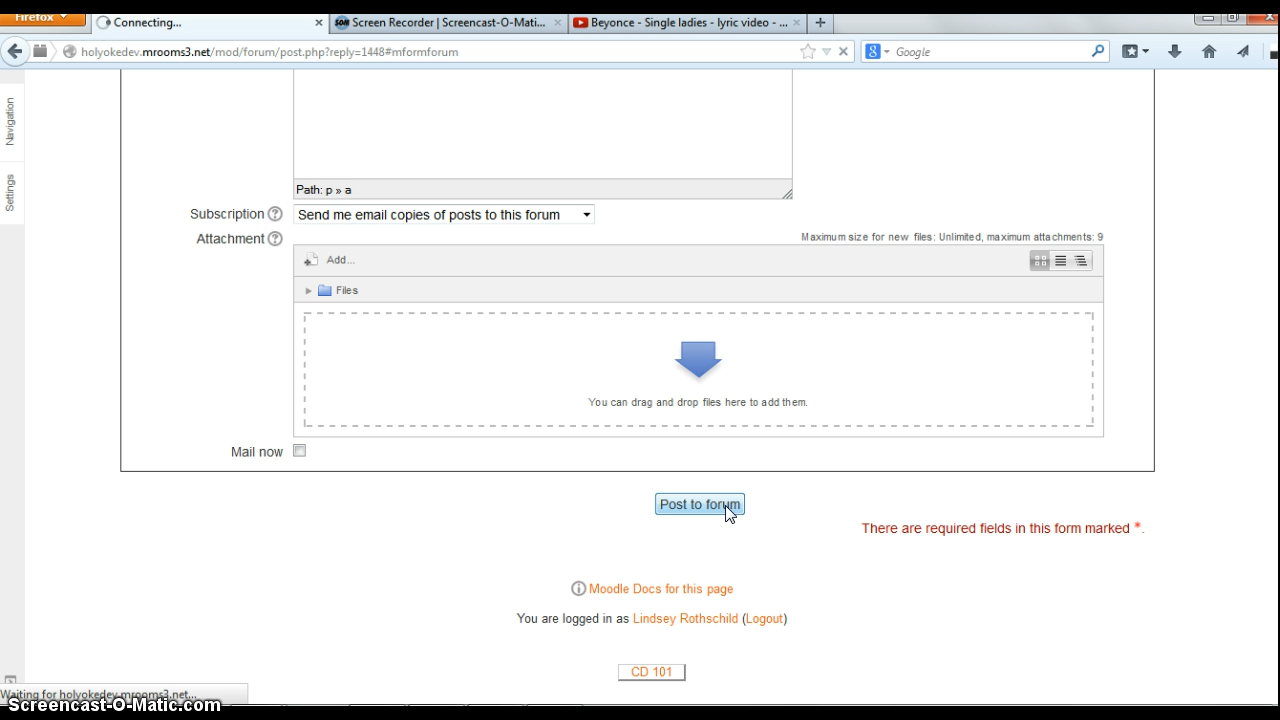 Firefox
Connecting...
Screen Recorder | Screencast-O-Mati...
Beyonce - Single ladies - lyric video - ...
holyokedev.mrooms3.net/mod/forum/post.php?reply=1448#mformforum
Google
Navigation
Settings
Path: p » a
Subscription
Send me email copies of posts to this forum
Attachment
Maximum size for new files: Unlimited, maximum attachments: 9
Add...
Files
You can drag and drop files here to add them.
Mail now
Post to forum
There are required fields in this form marked *.
Moodle Docs for this page
You are logged in as Lindsey Rothschild (Logout)
CD 101
Waiting for holyokedev.mrooms3.net...
Screencast-O-Matic.com